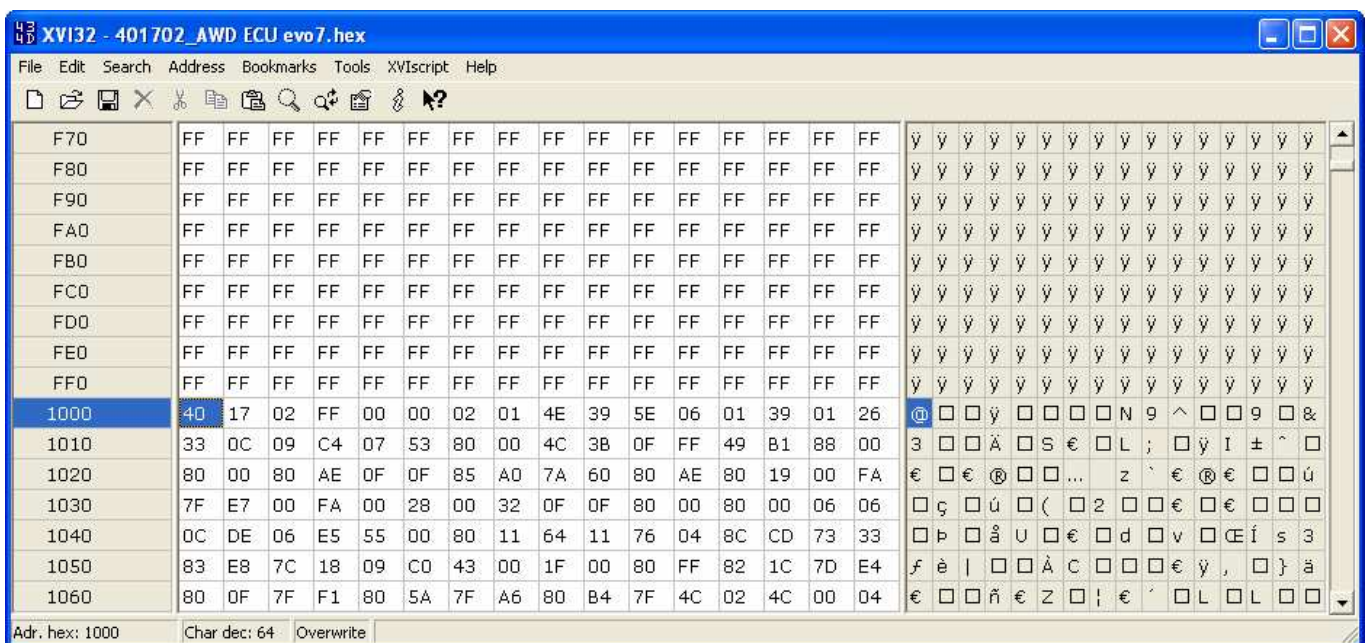 XVI32 - 401702_AWD ECU evo7.hex
File Edit Search Address Bookmarks Tools XVIscript Help
F70 FF FF FF FF FF FF FF FF FF FF FF FF FF FF FF FF ÿ ÿ ÿ ÿ ÿ ÿ ÿ ÿ ÿ ÿ ÿ ÿ ÿ ÿ ÿ ÿ
F80 FF FF FF FF FF FF FF FF FF FF FF FF FF FF FF FF ÿ ÿ ÿ ÿ ÿ ÿ ÿ ÿ ÿ ÿ ÿ ÿ ÿ ÿ ÿ ÿ
F90 FF FF FF FF FF FF FF FF FF FF FF FF FF FF FF FF ÿ ÿ ÿ ÿ ÿ ÿ ÿ ÿ ÿ ÿ ÿ ÿ ÿ ÿ ÿ ÿ
FA0 FF FF FF FF FF FF FF FF FF FF FF FF FF FF FF FF ÿ ÿ ÿ ÿ ÿ ÿ ÿ ÿ ÿ ÿ ÿ ÿ ÿ ÿ ÿ ÿ
FB0 FF FF FF FF FF FF FF FF FF FF FF FF FF FF FF FF ÿ ÿ ÿ ÿ ÿ ÿ ÿ ÿ ÿ ÿ ÿ ÿ ÿ ÿ ÿ ÿ
FC0 FF FF FF FF FF FF FF FF FF FF FF FF FF FF FF FF ÿ ÿ ÿ ÿ ÿ ÿ ÿ ÿ ÿ ÿ ÿ ÿ ÿ ÿ ÿ ÿ
FD0 FF FF FF FF FF FF FF FF FF FF FF FF FF FF FF FF ÿ ÿ ÿ ÿ ÿ ÿ ÿ ÿ ÿ ÿ ÿ ÿ ÿ ÿ ÿ ÿ
FE0 FF FF FF FF FF FF FF FF FF FF FF FF FF FF FF FF ÿ ÿ ÿ ÿ ÿ ÿ ÿ ÿ ÿ ÿ ÿ ÿ ÿ ÿ ÿ ÿ
FF0 FF FF FF FF FF FF FF FF FF FF FF FF FF FF FF FF ÿ ÿ ÿ ÿ ÿ ÿ ÿ ÿ ÿ ÿ ÿ ÿ ÿ ÿ ÿ ÿ
1000 40 17 02 FF 00 00 02 01 4E 39 5E 06 01 39 01 26 @ □ □ ÿ □ □ □ □ N 9 ^ □ □ 9 □ &
1010 33 0C 09 C4 07 53 80 00 4C 3B 0F FF 49 B1 88 00 3 □ □ Ä □ S € □ L ; □ ÿ I ± ˆ □
1020 80 00 80 AE 0F 0F 85 A0 7A 60 80 AE 80 19 00 FA € □ € ® □ □ … z ` € ® € □ □ ú
1030 7F E7 00 FA 00 28 00 32 0F 0F 80 00 80 00 06 06 □ ç □ ú □ ( □ 2 □ □ € □ € □ □ □
1040 0C DE 06 E5 55 00 80 11 64 11 76 04 8C CD 73 33 □ Þ □ å U □ € □ d □ v □ Œ Í s 3
1050 83 E8 7C 18 09 C0 43 00 1F 00 80 FF 82 1C 7D E4 ƒ è | □ □ À C □ □ □ € ÿ ‚ □ } ä
1060 80 0F 7F F1 80 5A 7F A6 80 B4 7F 4C 02 4C 00 04 € □ □ ñ € Z □ ¦ € ´ □ L □ L □ □
Adr. hex: 1000 Char dec: 64 Overwrite